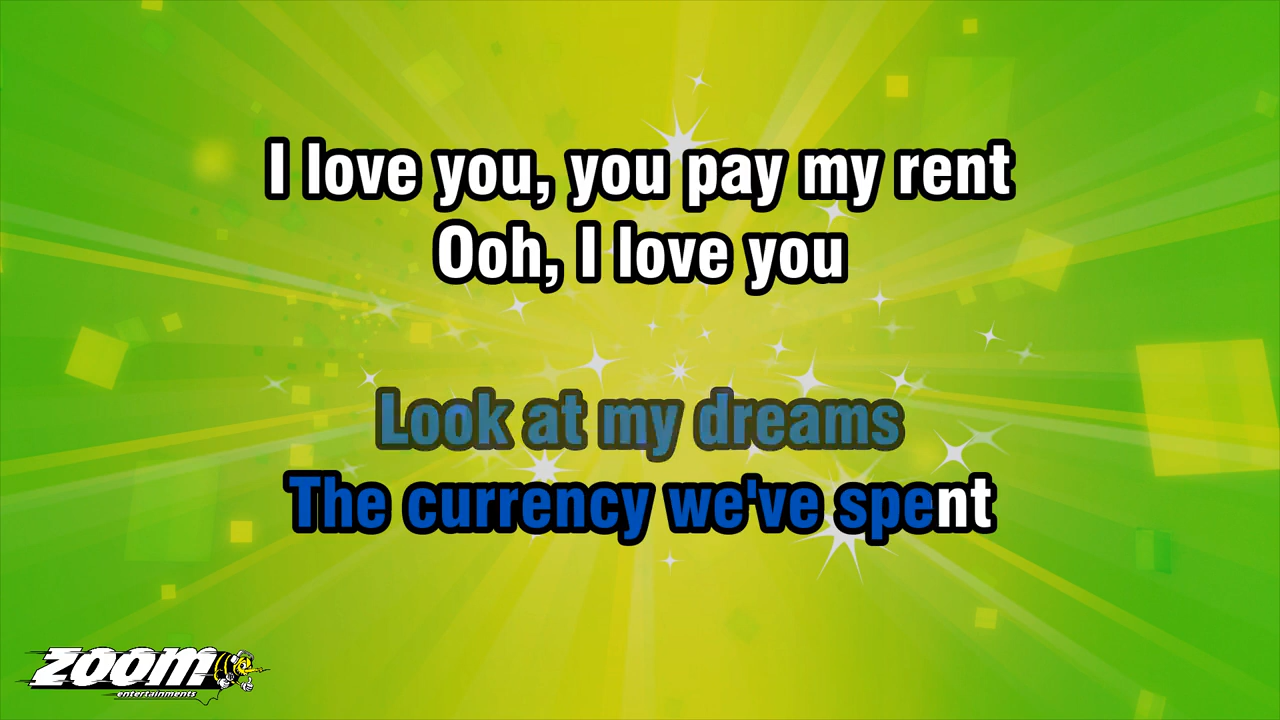 I love you, you pay my rent
Ooh, I love you
Look at my dreams
The currency we've spent
ZOOM
entertainments